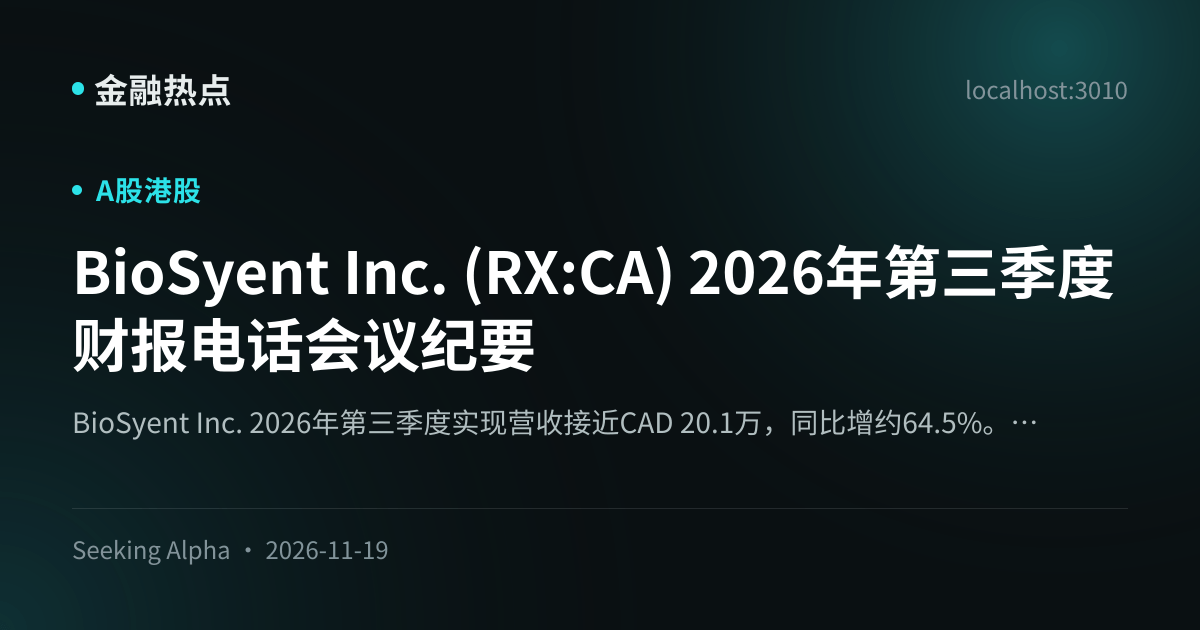 金融热点
localhost:3010
A股港股
BioSyent Inc. (RX:CA) 2026年第三季度
财报电话会议纪要
BioSyent Inc. 2026年第三季度实现营收接近CAD 20.1万，同比增约64.5%。…
Seeking Alpha · 2026-11-19